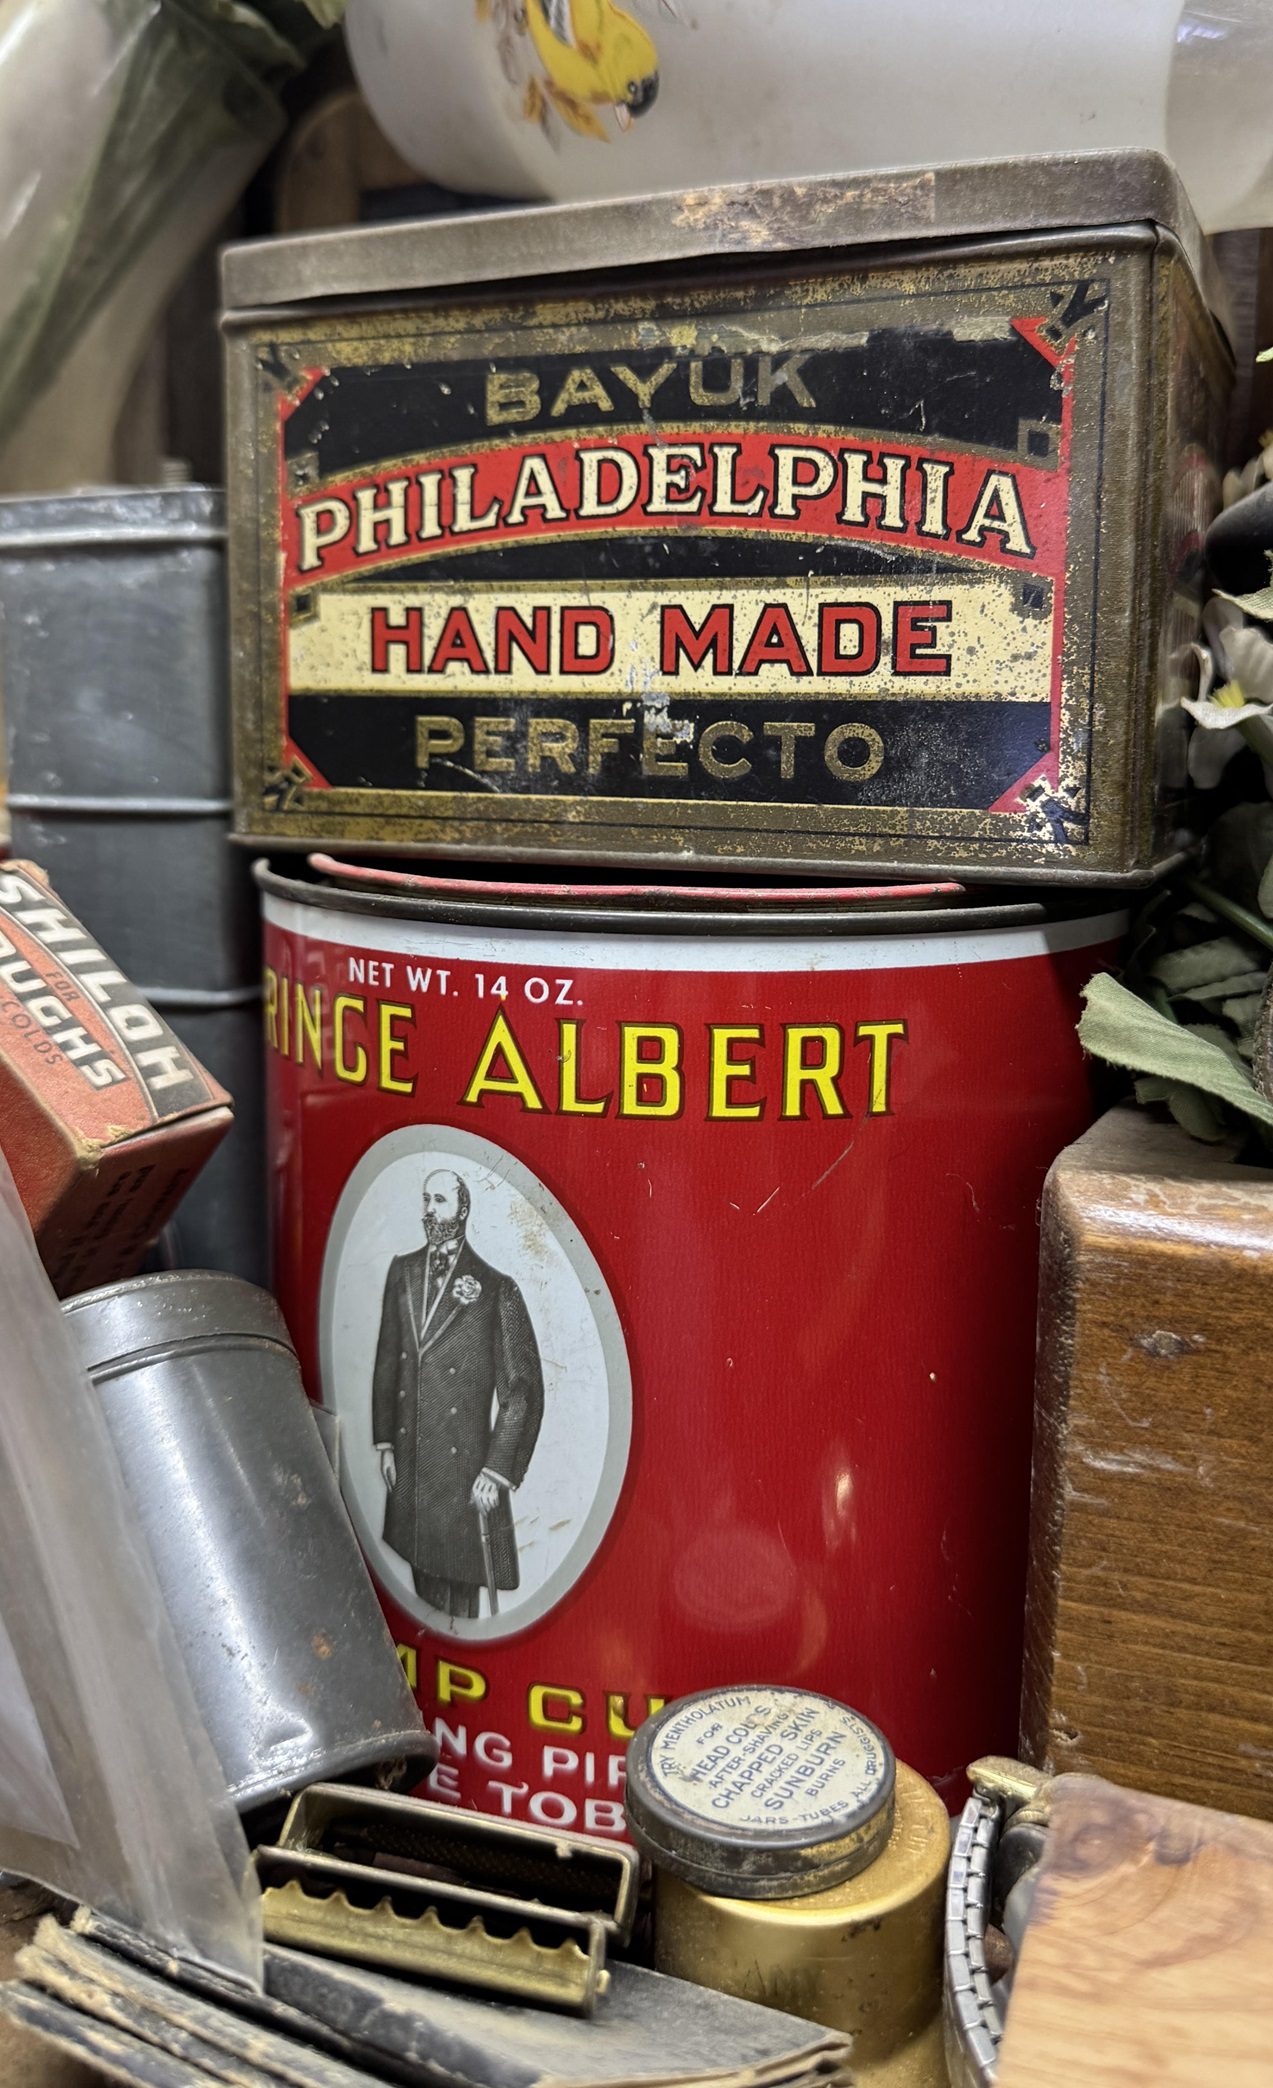 BAYUK
PHILADELPHIA
HAND MADE
PERFECTO
NET WT. 14 OZ.
RINCE ALBERT
SHILOH
FOR
OUGHS
COLDS
MP CU
NG PIP
E TOB
TRY MENTHOLATUM
FOR
HEAD COLDS
AFTER-SHAVING
CHAPPED SKIN
CRACKED LIPS
SUNBURN
BURNS
JARS-TUBES ALL DRUGGISTS